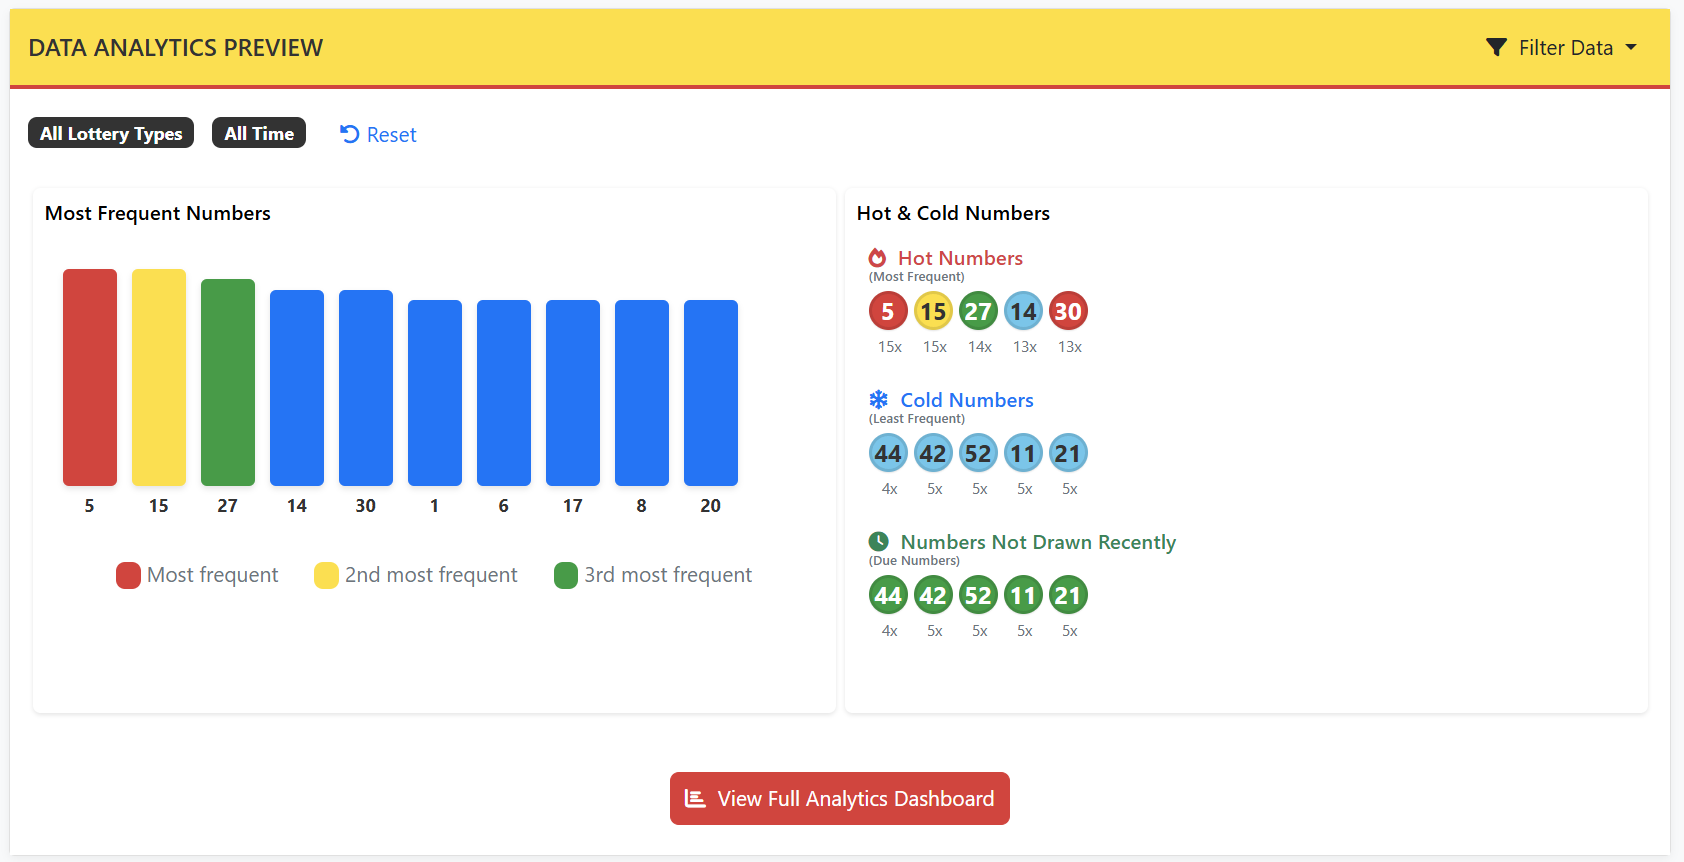 DATA ANALYTICS PREVIEW
Filter Data
All Lottery Types
All Time
Reset
Most Frequent Numbers
5 15 27 14 30 1 6 17 8 20
Most frequent 2nd most frequent 3rd most frequent
Hot & Cold Numbers
Hot Numbers
(Most Frequent)
5 15 27 14 30
15x 15x 14x 13x 13x
Cold Numbers
(Least Frequent)
44 42 52 11 21
4x 5x 5x 5x 5x
Numbers Not Drawn Recently
(Due Numbers)
44 42 52 11 21
4x 5x 5x 5x 5x
View Full Analytics Dashboard